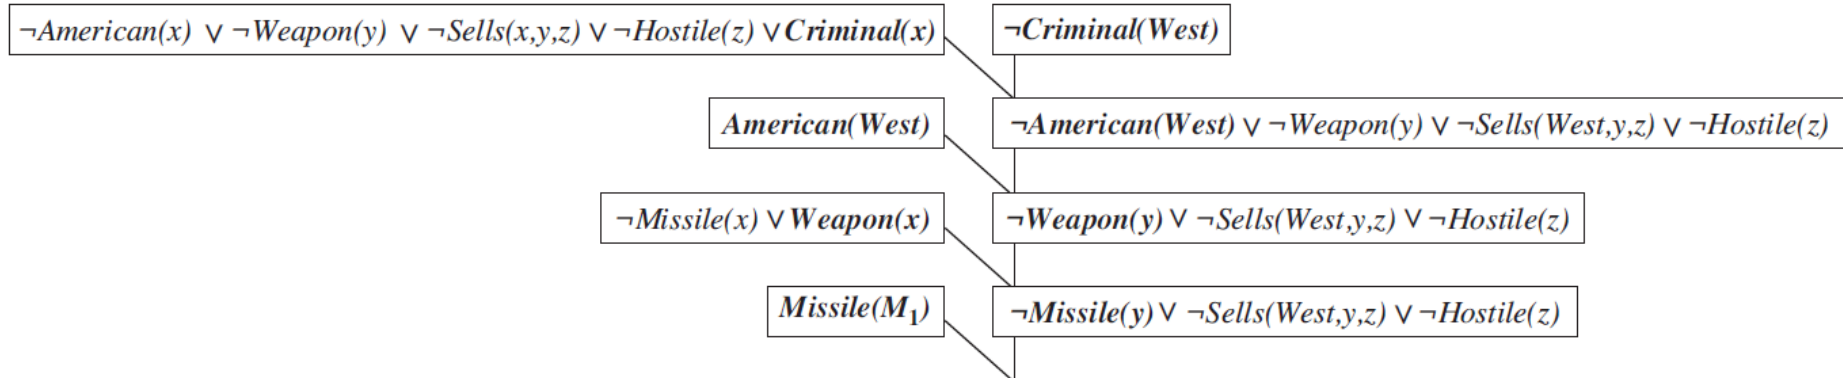 ¬American(x) ∨ ¬Weapon(y) ∨ ¬Sells(x,y,z) ∨ ¬Hostile(z) ∨ Criminal(x) ¬Criminal(West)
American(West) ¬American(West) ∨ ¬Weapon(y) ∨ ¬Sells(West,y,z) ∨ ¬Hostile(z)
¬Missile(x) ∨ Weapon(x) ¬Weapon(y) ∨ ¬Sells(West,y,z) ∨ ¬Hostile(z)
Missile(M₁) ¬Missile(y) ∨ ¬Sells(West,y,z) ∨ ¬Hostile(z)